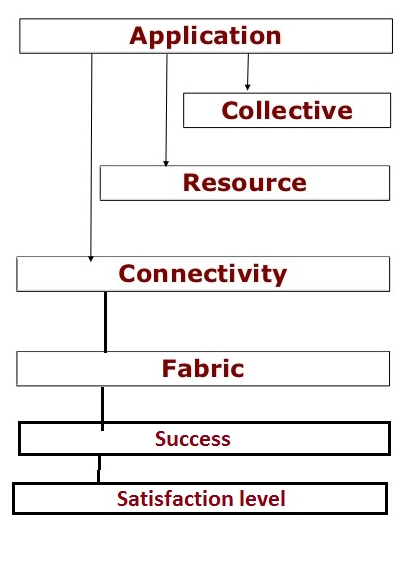 Application
Collective
Resource
Connectivity
Fabric
Success
Satisfaction level